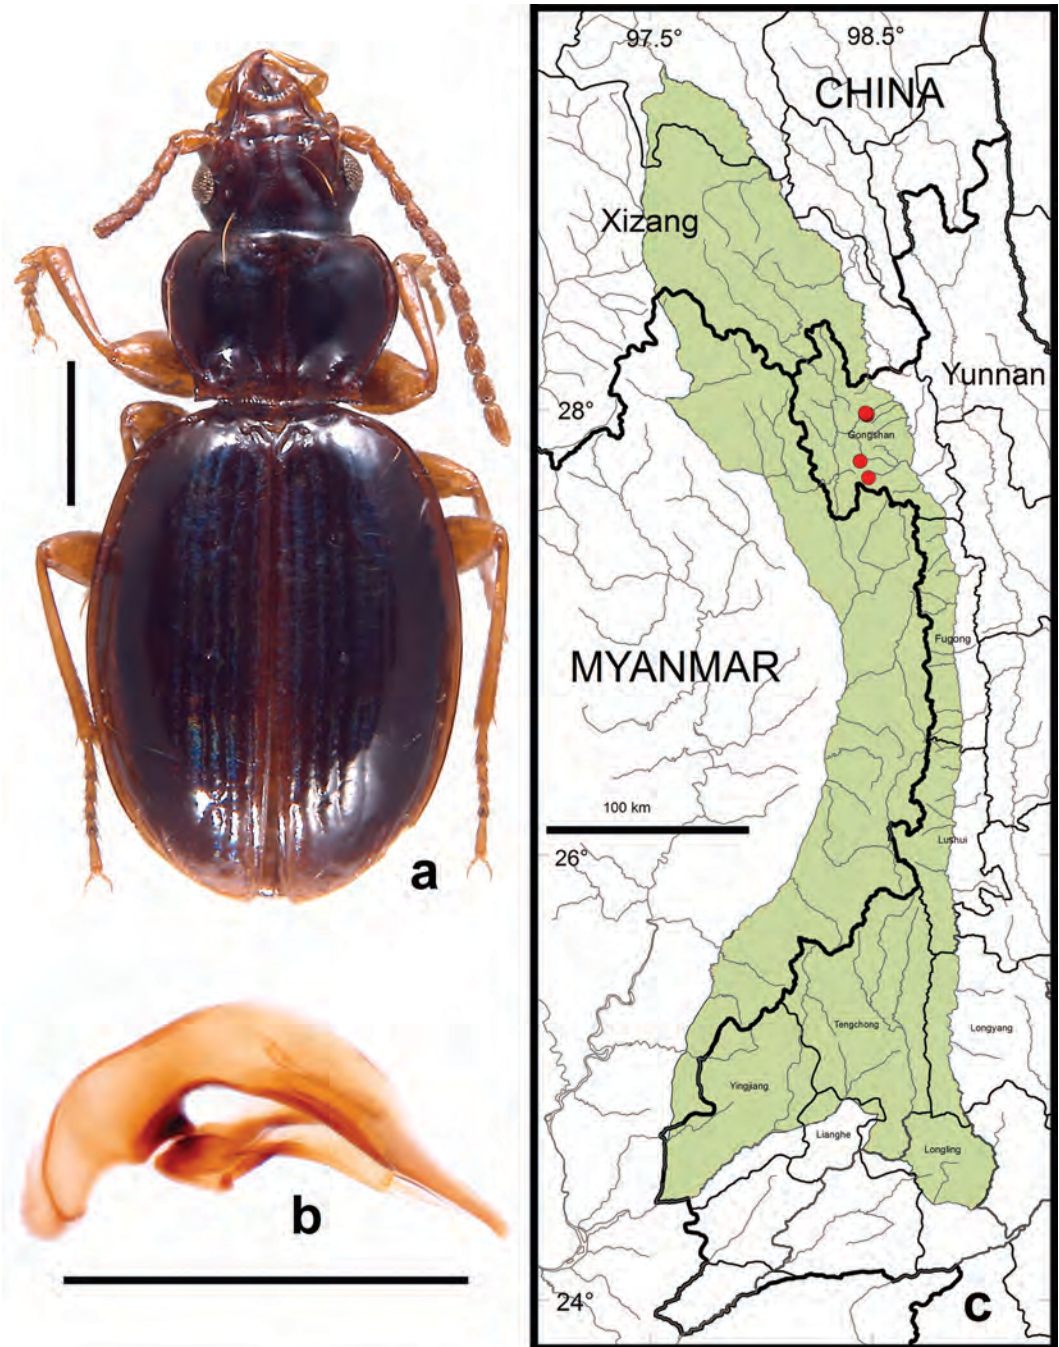 97.5°
98.5°
CHINA
Xizang
Yunnan
28°
Gongshan
MYANMAR
Fugong
100 km
Lushui
26°
a
Tengchong
Longyang
Yingjiang
Lianghe
Longling
b
24°
c